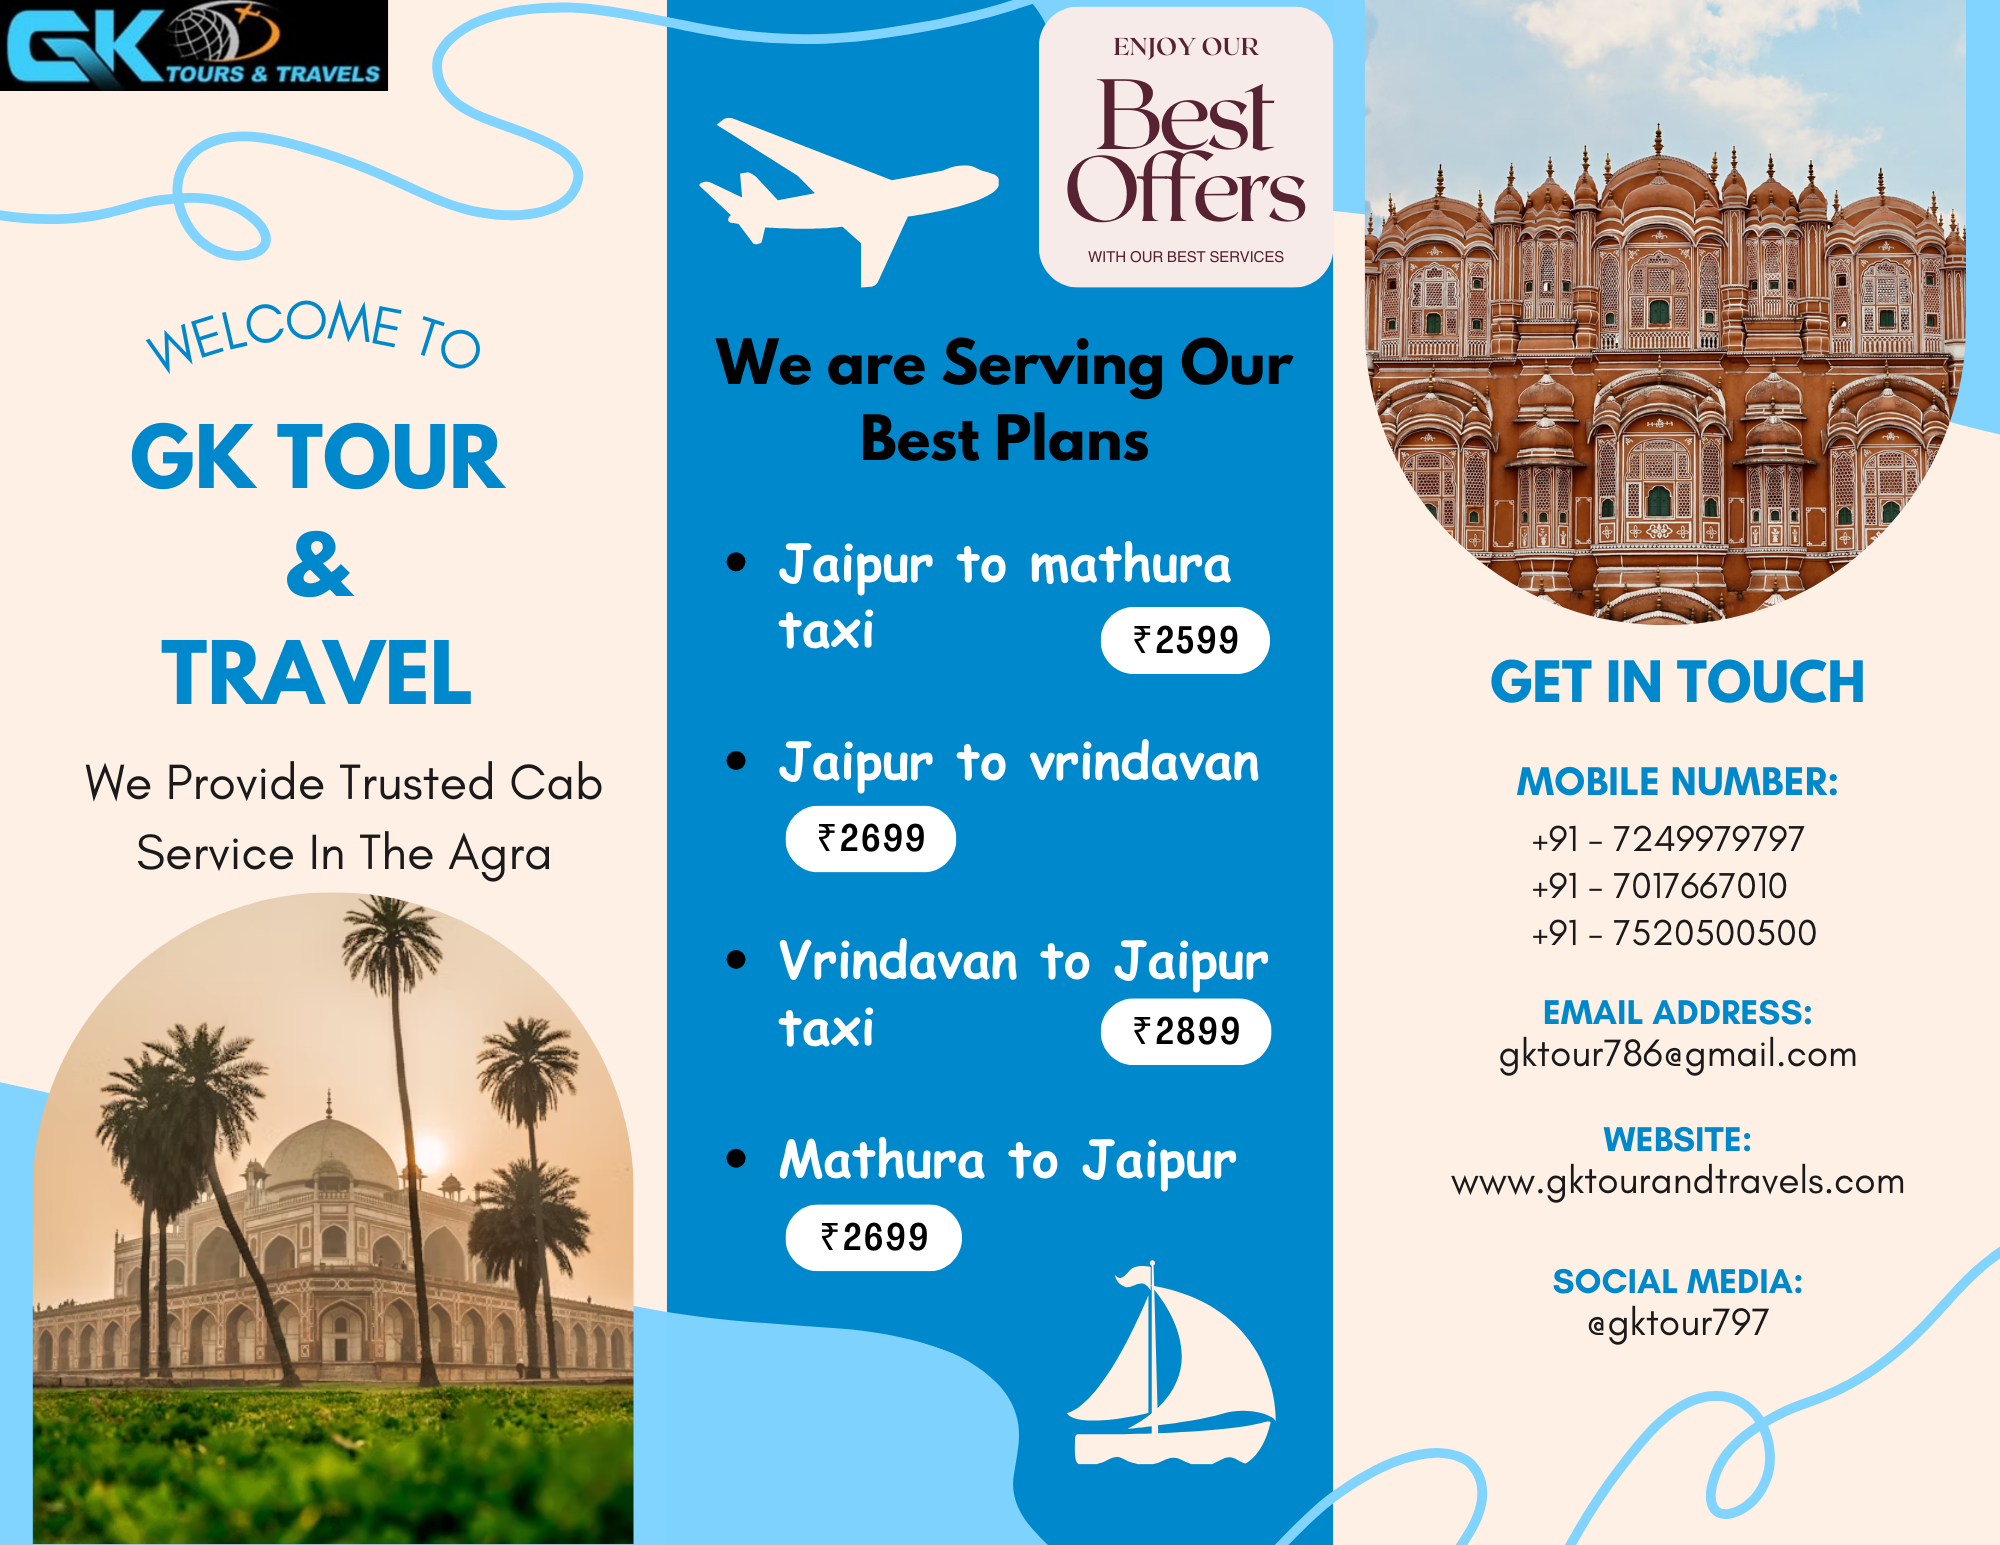 GK
TOURS & TRAVELS
WELCOME TO
GK TOUR
&
TRAVEL
We Provide Trusted Cab
Service In The Agra
ENJOY OUR
Best
Offers
WITH OUR BEST SERVICES
We are Serving Our
Best Plans
• Jaipur to mathura
taxi
₹2599
• Jaipur to vrindavan
₹2699
• Vrindavan to Jaipur
taxi
₹2899
• Mathura to Jaipur
₹2699
GET IN TOUCH
MOBILE NUMBER:
+91 - 7249979797
+91 - 7017667010
+91 - 7520500500
EMAIL ADDRESS:
gktour786@gmail.com
WEBSITE:
www.gktourandtravels.com
SOCIAL MEDIA:
@gktour797